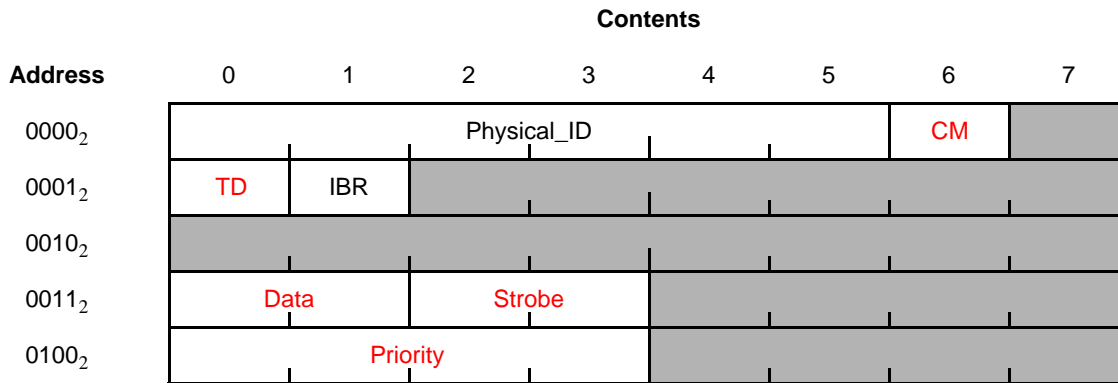 Contents
Address 0 1 2 3 4 5 6 7
0000₂ Physical_ID CM
0001₂ TD IBR
0010₂
0011₂ Data Strobe
0100₂ Priority